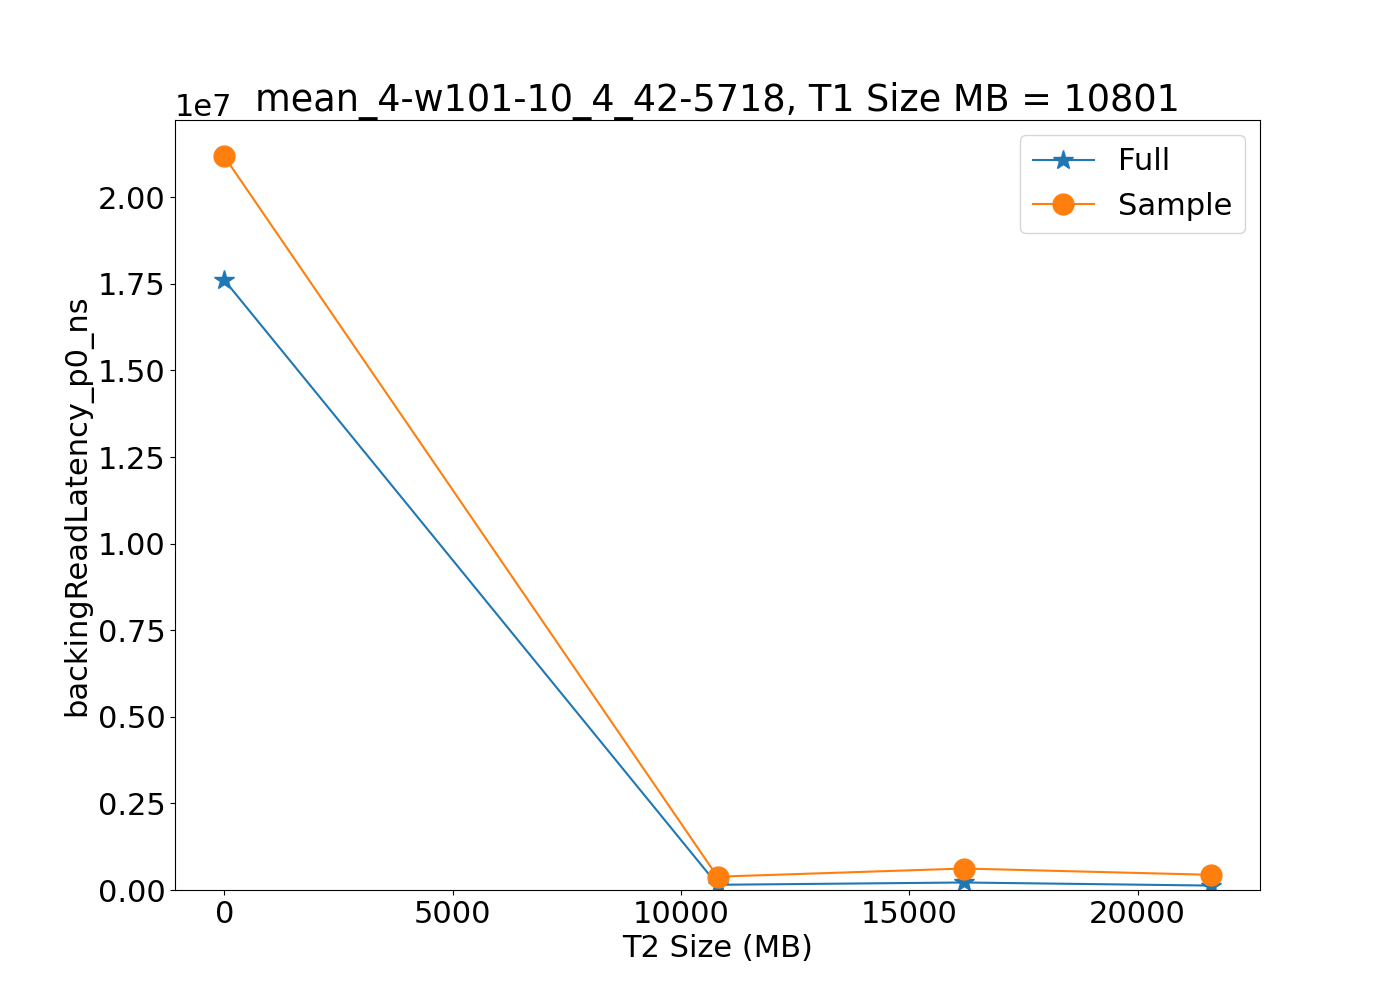 1e7
mean_4-w101-10_4_42-5718, T1 Size MB = 10801
Full
Sample
2.00
1.75
1.50
1.25
1.00
0.75
0.50
0.25
0.00
backingReadLatency_p0_ns
0 5000 10000 15000 20000
T2 Size (MB)